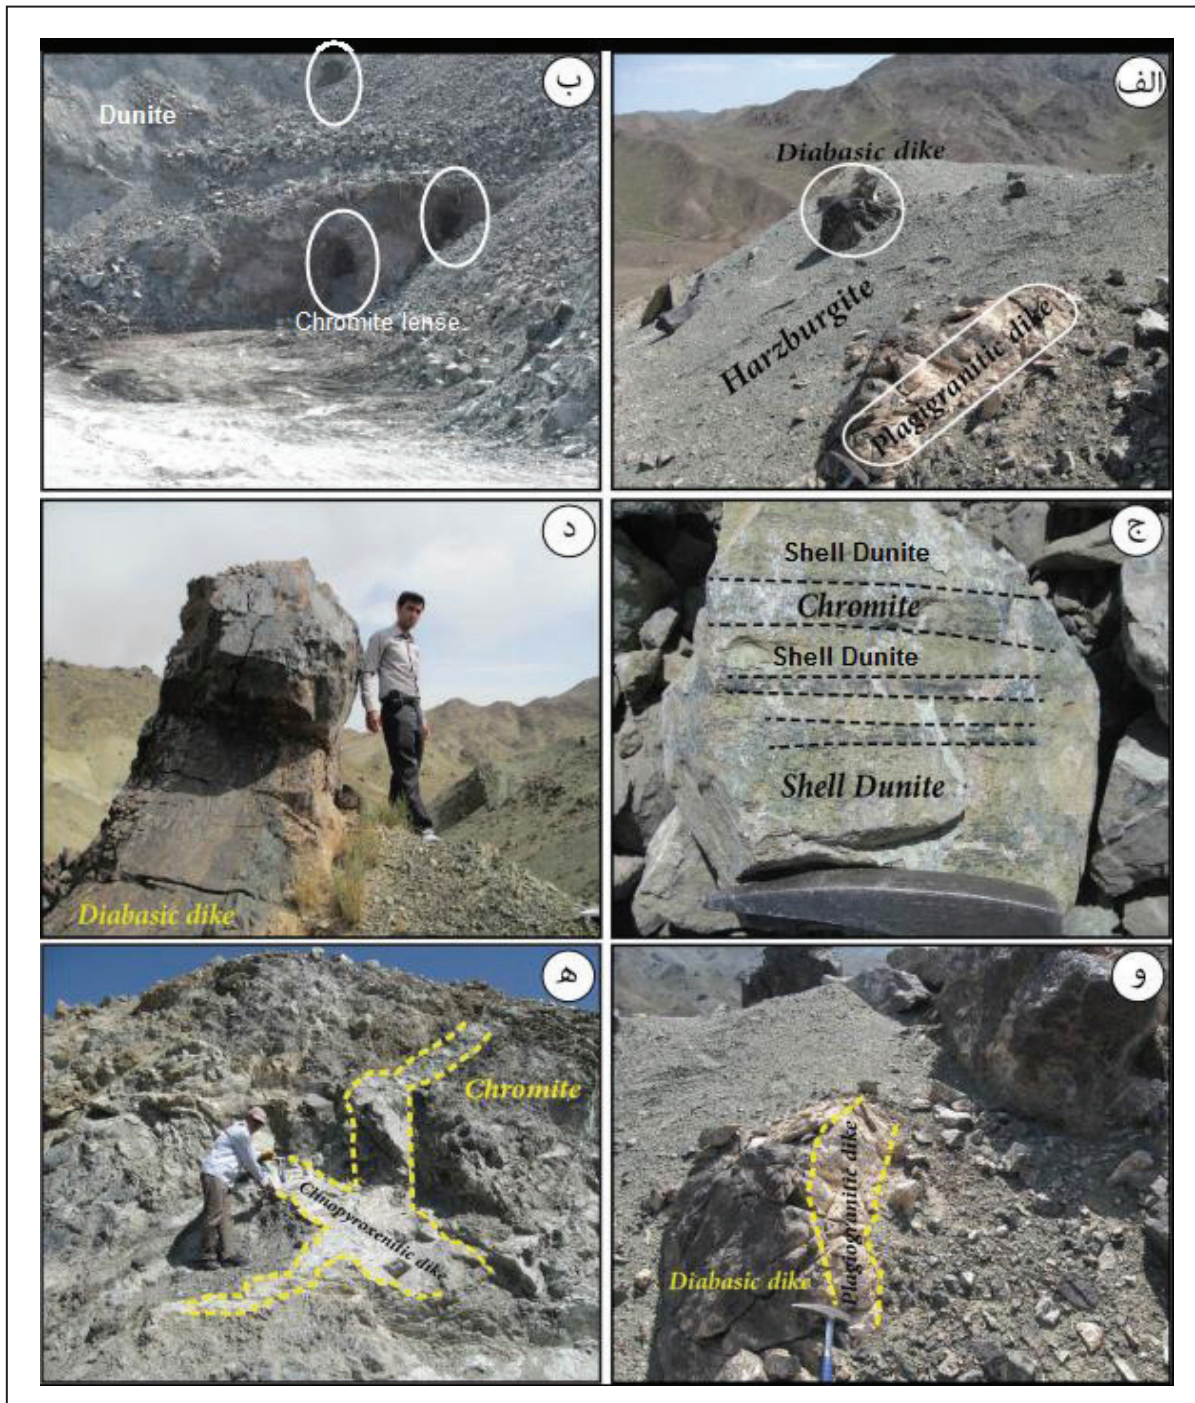 الف
Diabasic dike
Harzburgite
Plagigranitic dike
ب
Dunite
Chromite lense
ج
Shell Dunite
Chromite
Shell Dunite
Shell Dunite
د
Diabasic dike
و
Plagiogranitic dike
Diabasic dike
ه
Chromite
Clinopyroxenilic dike